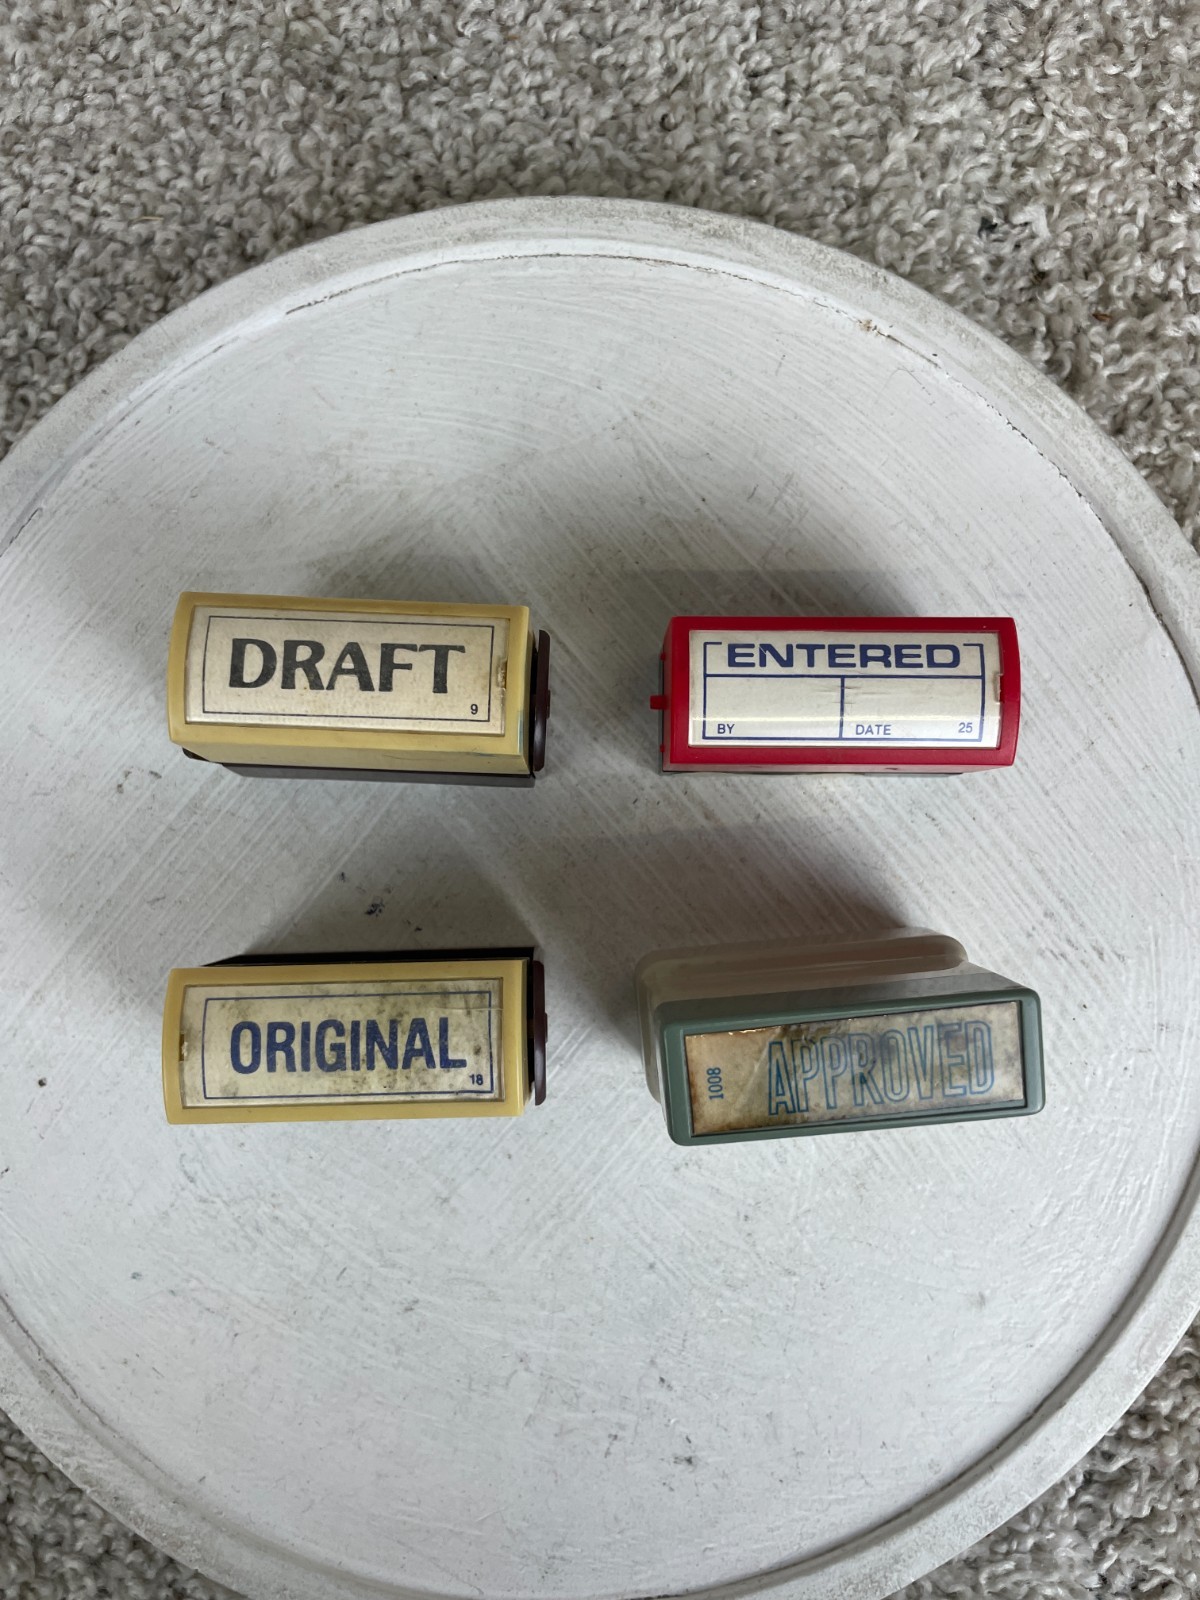 DRAFT
9
ENTERED
BY DATE 25
ORIGINAL
18
1008 APPROVED